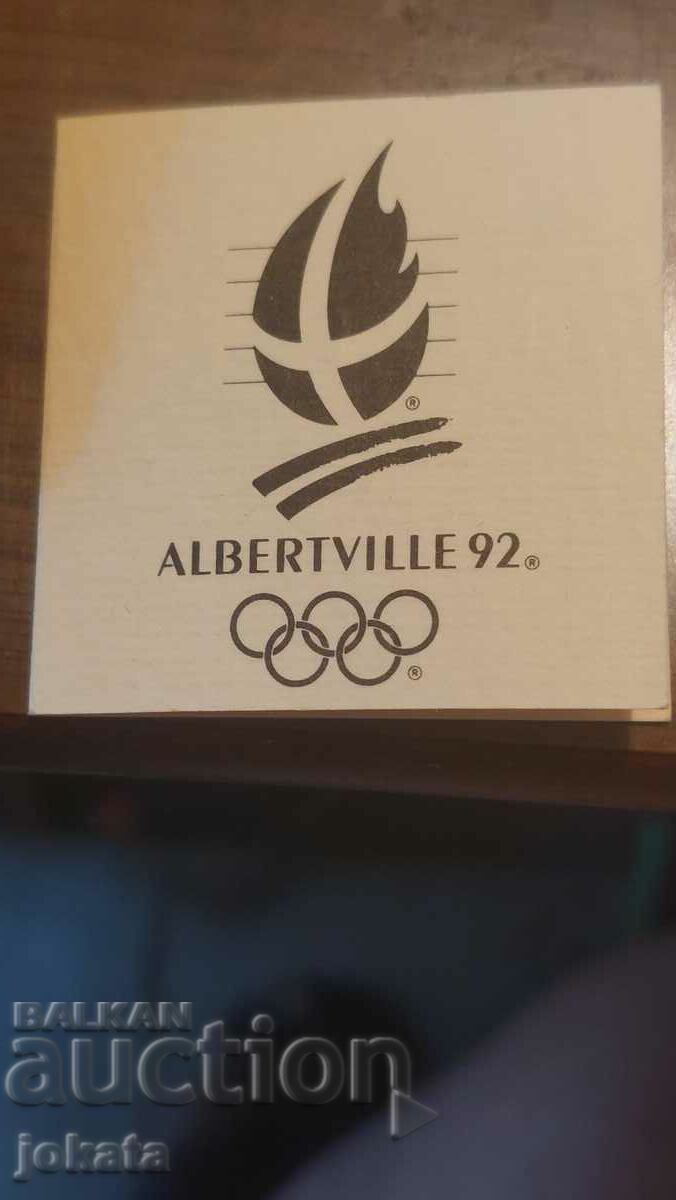 ®
ALBERTVILLE 92®
®
BALKAN
auction
jokata